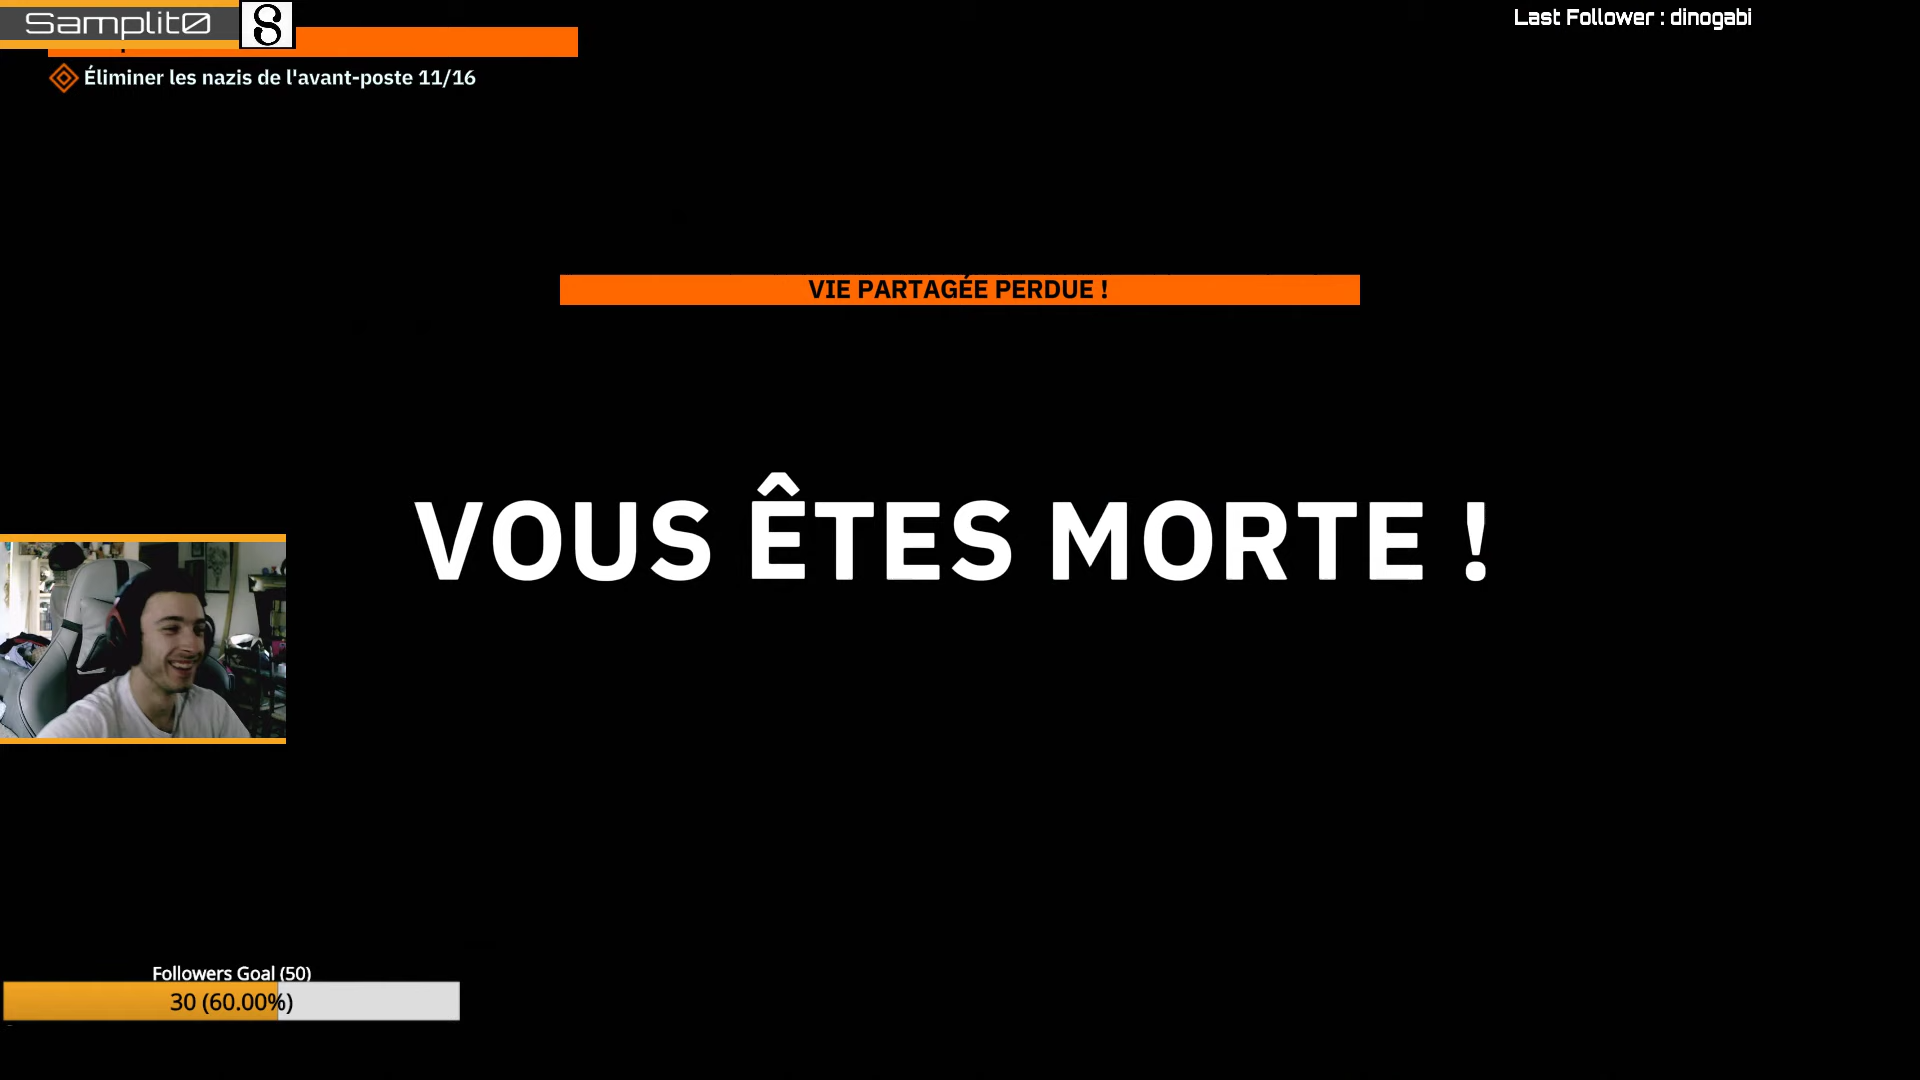 Samplit0
8
Last Follower : dinogabi
Éliminer les nazis de l'avant-poste 11/16
VIE PARTAGÉE PERDUE !
VOUS ÊTES MORTE !
Followers Goal (50)
30 (60.00%)